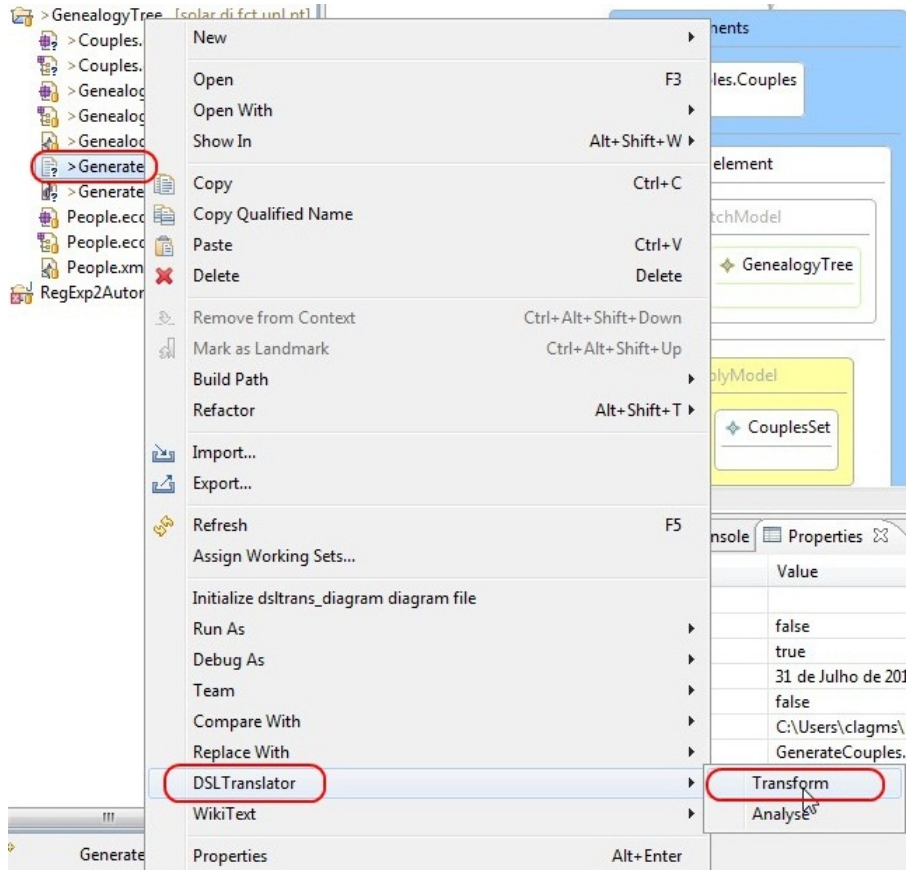 >GenealogyTree [solar.di.fct.unl.pt]
>Couples.
>Couples.
>Genealog
>Genealog
>Genealog
>Generate
>Generate
People.ecc
People.ecc
People.xm
RegExp2Autor
New
Open F3
Open With
Show In Alt+Shift+W
Copy Ctrl+C
Copy Qualified Name
Paste Ctrl+V
Delete Delete
Remove from Context Ctrl+Alt+Shift+Down
Mark as Landmark Ctrl+Alt+Shift+Up
Build Path
Refactor Alt+Shift+T
Import...
Export...
Refresh F5
Assign Working Sets...
Initialize dsltrans_diagram diagram file
Run As
Debug As
Team
Compare With
Replace With
DSLTranslator
WikiText
Properties Alt+Enter
Transform
Analyse
nents
les.Couples
element
tchModel
GenealogyTree
plyModel
CouplesSet
nsole Properties
Value
false
true
31 de Julho de 201
false
C:\Users\clagms\
GenerateCouples.
Generate